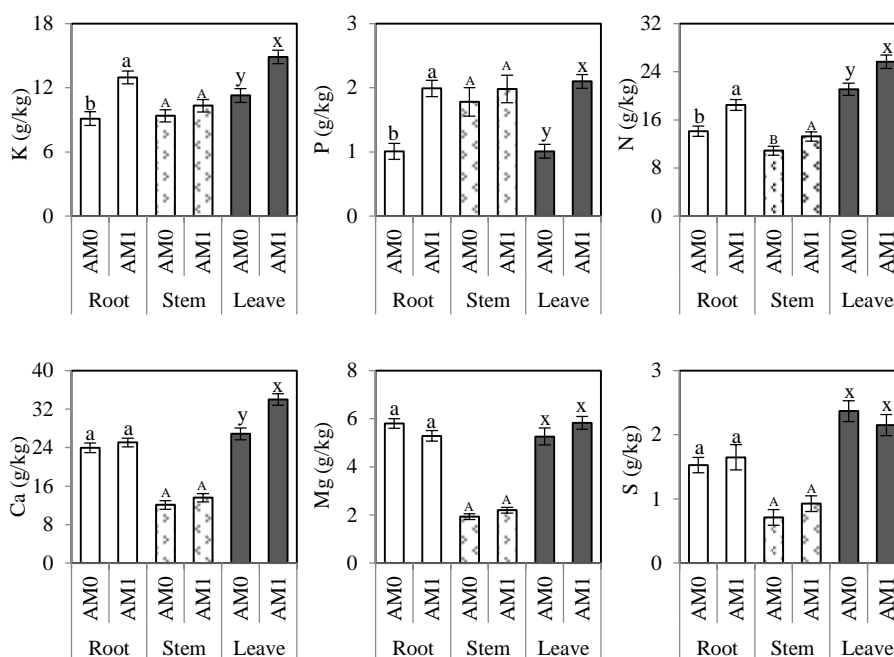 K (g/kg)
18
12
6
0
b
a
A
A
y
x
AM0
AM1
AM0
AM1
AM0
AM1
Root
Stem
Leave
P (g/kg)
3
2
1
0
b
a
A
A
y
x
AM0
AM1
AM0
AM1
AM0
AM1
Root
Stem
Leave
N (g/kg)
32
24
16
8
0
b
a
B
A
y
x
AM0
AM1
AM0
AM1
AM0
AM1
Root
Stem
Leave
Ca (g/kg)
40
32
24
16
8
0
a
a
A
A
y
x
AM0
AM1
AM0
AM1
AM0
AM1
Root
Stem
Leave
Mg (g/kg)
8
6
4
2
0
a
a
A
A
x
x
AM0
AM1
AM0
AM1
AM0
AM1
Root
Stem
Leave
S (g/kg)
3
2
1
0
a
a
A
A
x
x
AM0
AM1
AM0
AM1
AM0
AM1
Root
Stem
Leave